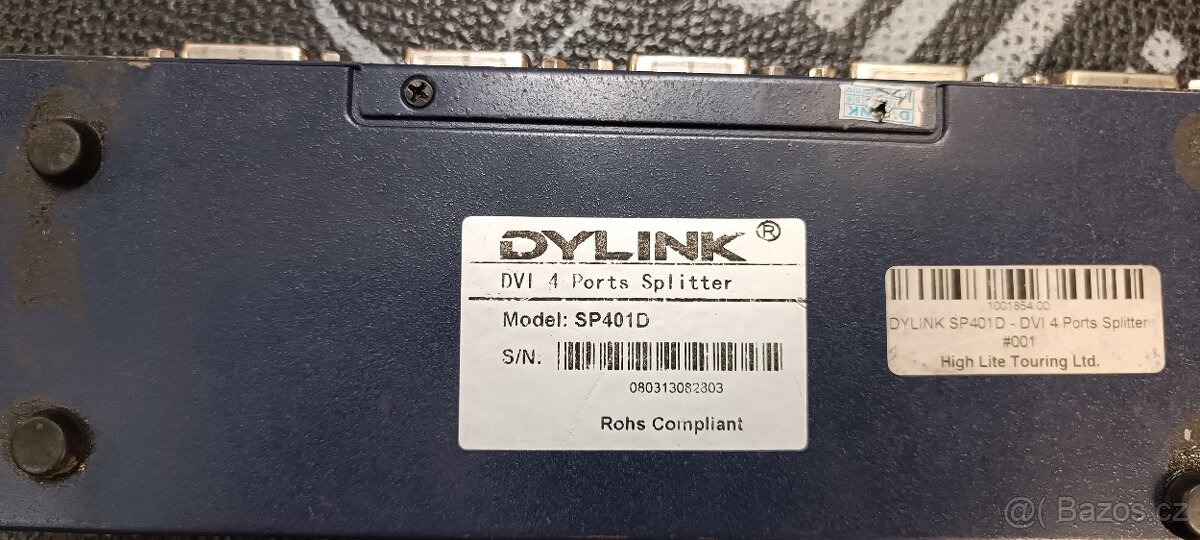 DYLINK ®
DVI 4 Ports Splitter
Model: SP401D
S/N.
080313082803
Rohs Compliant
1001854.00
DYLINK SP401D - DVI 4 Ports Splitter
#001
High Lite Touring Ltd.
@( Bazos.cz